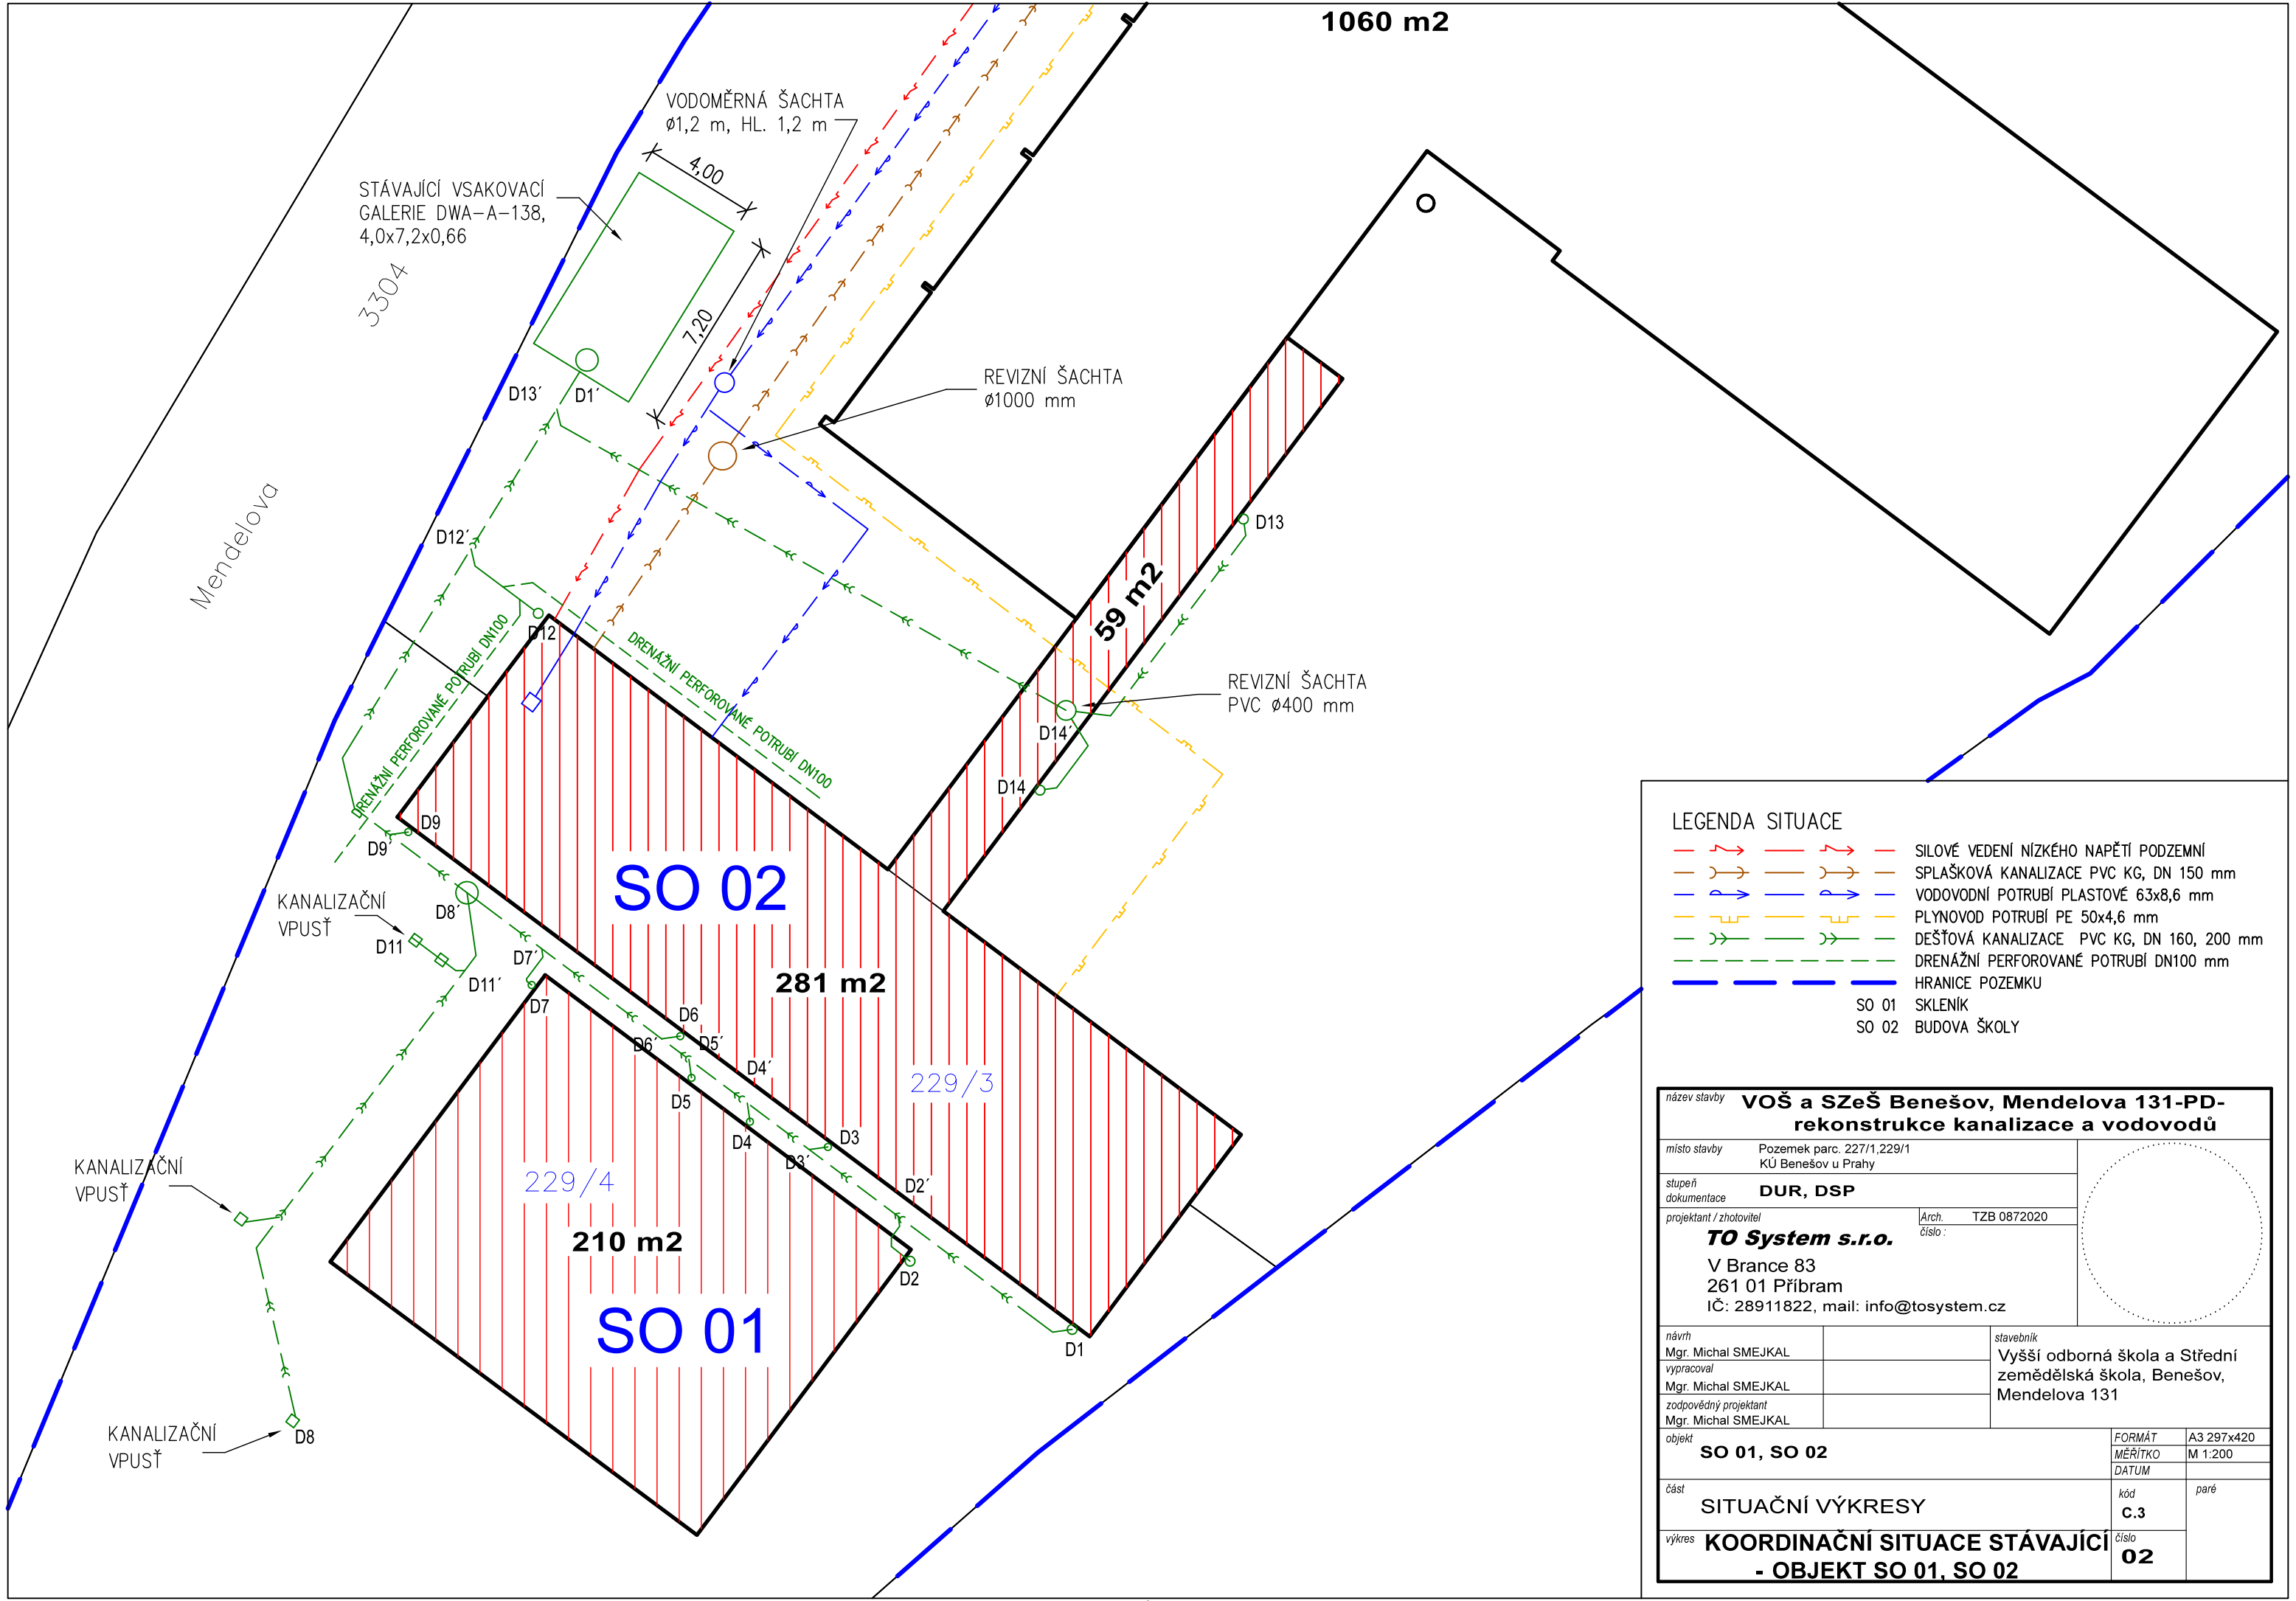 1060 m2
VODOMĚRNÁ ŠACHTA
ø1,2 m, HL. 1,2 m
4,00
STÁVAJÍCÍ VSAKOVACÍ
GALERIE DWA-A-138,
4,0x7,2x0,66
3304
7,20
D13´
D1´
REVIZNÍ ŠACHTA
ø1000 mm
Mendelova
D12´
D13
59 m2
D12
DRENÁŽNÍ PERFOROVANÉ POTRUBÍ DN100
DRENÁŽNÍ PERFOROVANÉ POTRUBÍ DN100
REVIZNÍ ŠACHTA
PVC ø400 mm
D14´
D14
D9
D9´
SO 02
KANALIZAČNÍ
VPUSŤ
D8´
D11
D7´
D11´
D7
281 m2
D6
D6´
D5´
D4´
D5
229/3
D4
D3
D3´
KANALIZAČNÍ
VPUSŤ
229/4
D2´
210 m2
D2
SO 01
D1
KANALIZAČNÍ
VPUSŤ
D8
LEGENDA SITUACE
SILOVÉ VEDENÍ NÍZKÉHO NAPĚTÍ PODZEMNÍ
SPLAŠKOVÁ KANALIZACE PVC KG, DN 150 mm
VODOVODNÍ POTRUBÍ PLASTOVÉ 63x8,6 mm
PLYNOVOD POTRUBÍ PE 50x4,6 mm
DEŠŤOVÁ KANALIZACE PVC KG, DN 160, 200 mm
DRENÁŽNÍ PERFOROVANÉ POTRUBÍ DN100 mm
HRANICE POZEMKU
SO 01 SKLENÍK
SO 02 BUDOVA ŠKOLY
název stavby VOŠ a SZeŠ Benešov, Mendelova 131-PD-
rekonstrukce kanalizace a vodovodů
místo stavby Pozemek parc. 227/1,229/1
KÚ Benešov u Prahy
stupeň
dokumentace DUR, DSP
projektant / zhotovitel
Arch. TZB 0872020
číslo :
TO System s.r.o.
V Brance 83
261 01 Příbram
IČ: 28911822, mail: info@tosystem.cz
návrh
Mgr. Michal SMEJKAL
vypracoval
Mgr. Michal SMEJKAL
zodpovědný projektant
Mgr. Michal SMEJKAL
stavebník
Vyšší odborná škola a Střední
zemědělská škola, Benešov,
Mendelova 131
objekt SO 01, SO 02
FORMÁT A3 297x420
MĚŘÍTKO M 1:200
DATUM
část SITUAČNÍ VÝKRESY
kód
C.3
paré
výkres KOORDINAČNÍ SITUACE STÁVAJÍCÍ
- OBJEKT SO 01, SO 02
číslo
02